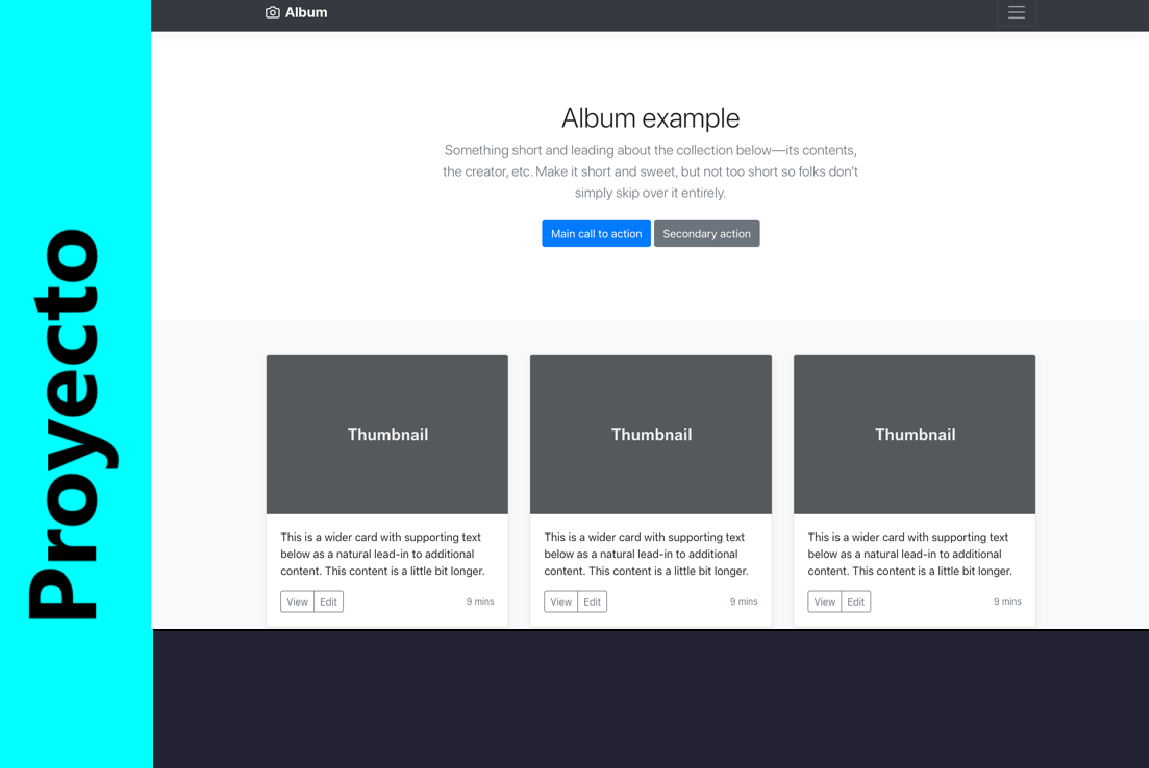 Proyecto
Album
Album example
Something short and leading about the collection below—its contents,
the creator, etc. Make it short and sweet, but not too short so folks don't
simply skip over it entirely.
Main call to action Secondary action
Thumbnail
This is a wider card with supporting text
below as a natural lead-in to additional
content. This content is a little bit longer.
View Edit 9 mins
Thumbnail
This is a wider card with supporting text
below as a natural lead-in to additional
content. This content is a little bit longer.
View Edit 9 mins
Thumbnail
This is a wider card with supporting text
below as a natural lead-in to additional
content. This content is a little bit longer.
View Edit 9 mins